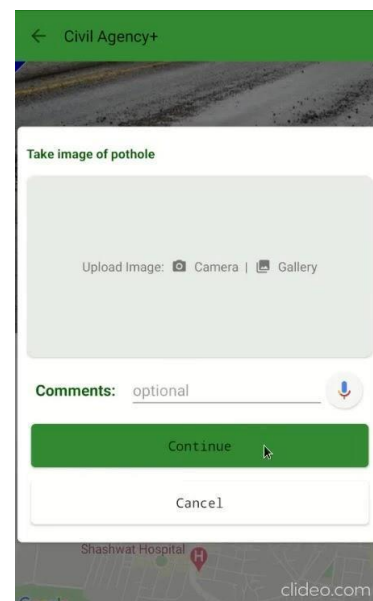 Civil Agency+
Take image of pothole
Upload Image: Camera | Gallery
Comments: optional
Continue
Cancel
Shashwat Hospital
H
clideo.com